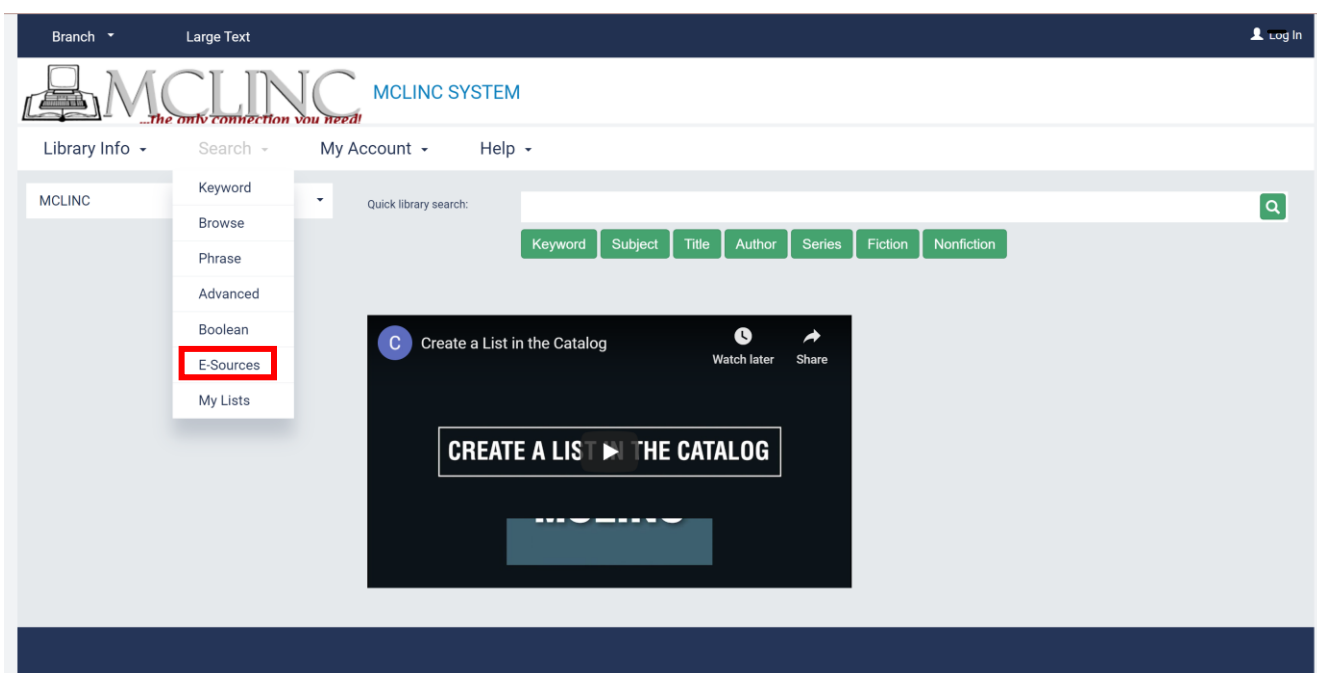 Branch Large Text Log In
MCLINC MCLINC SYSTEM
...the only connection you need!
Library Info Search My Account Help
MCLINC
Keyword
Browse
Phrase
Advanced
Boolean
E-Sources
My Lists
Quick library search:
Keyword Subject Title Author Series Fiction Nonfiction
C Create a List in the Catalog Watch later Share
CREATE A LIST IN THE CATALOG
MCLINC